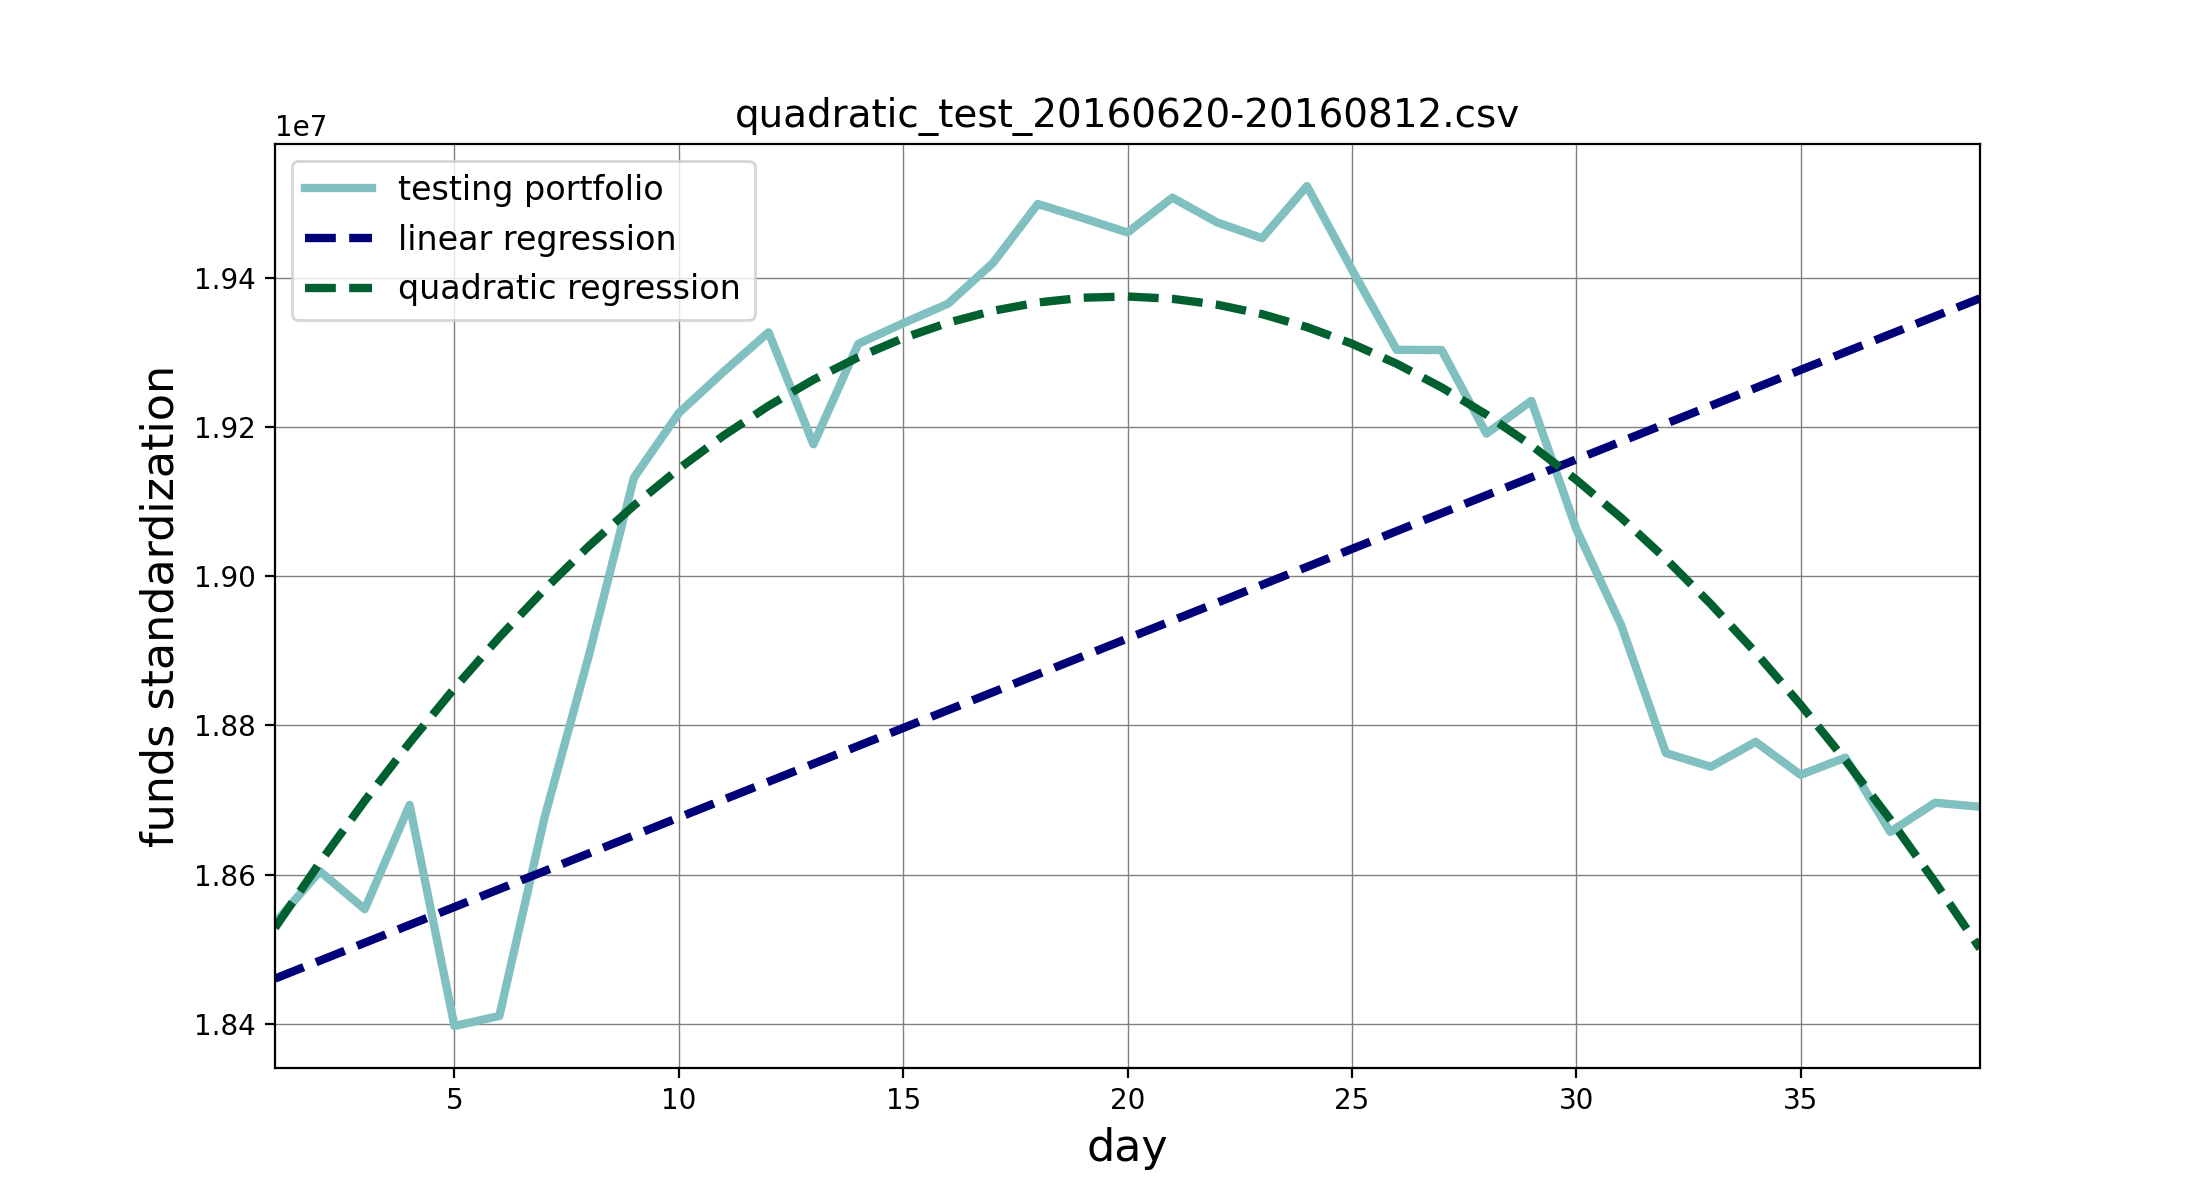 quadratic_test_20160620-20160812.csv
1e7
testing portfolio
linear regression
quadratic regression
1.94
1.92
1.90
1.88
1.86
1.84
funds standardization
5 10 15 20 25 30 35
day